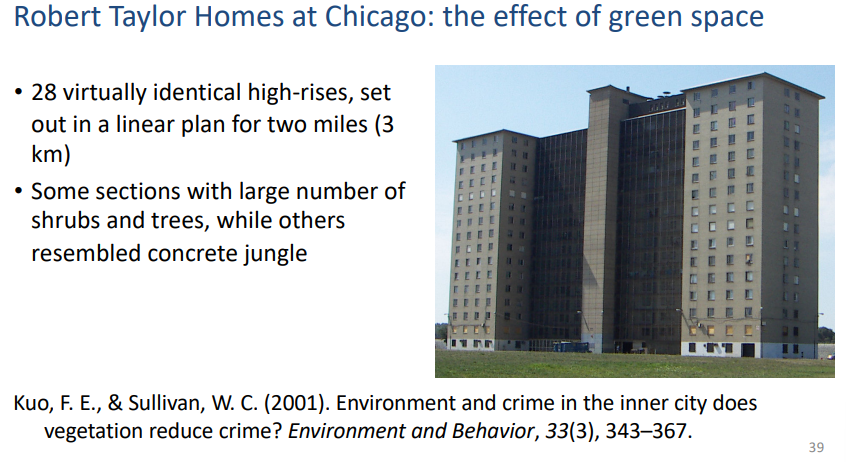 Robert Taylor Homes at Chicago: the effect of green space
• 28 virtually identical high-rises, set
out in a linear plan for two miles (3
km)
• Some sections with large number of
shrubs and trees, while others
resembled concrete jungle
Kuo, F. E., & Sullivan, W. C. (2001). Environment and crime in the inner city does
vegetation reduce crime? Environment and Behavior, 33(3), 343–367.
39